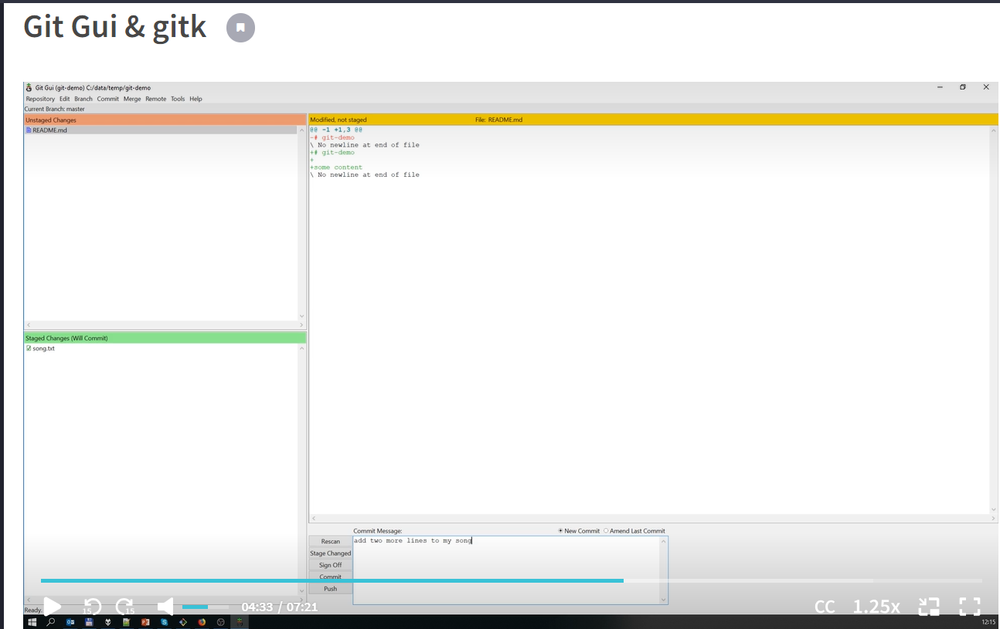 Git Gui & gitk
Git Gui (git-demo) C:/data/temp/git-demo
Repository Edit Branch Commit Merge Remote Tools Help
Current Branch: master
Unstaged Changes
README.md
Modified, not staged File: README.md
@@ -1 +1,3 @@
-# git-demo
\ No newline at end of file
+# git-demo
+
+some content
\ No newline at end of file
Staged Changes (Will Commit)
song.txt
Commit Message: New Commit Amend Last Commit
Rescan
add two more lines to my song
Stage Changed
Sign Off
Commit
Push
Ready.
15 15 04:33 / 07:21 CC 1.25x
12:15